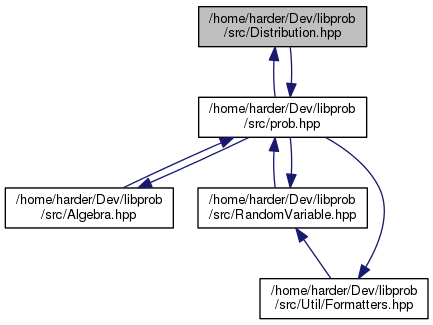 /home/harder/Dev/libprob
/src/Distribution.hpp
/home/harder/Dev/libprob
/src/prob.hpp
/home/harder/Dev/libprob
/src/Algebra.hpp
/home/harder/Dev/libprob
/src/RandomVariable.hpp
/home/harder/Dev/libprob
/src/Util/Formatters.hpp